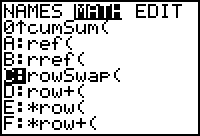 NAMES MATH EDIT
0↑cumSum(
A:ref(
B:rref(
C:rowSwap(
D:row+(
E:*row(
F:*row+(